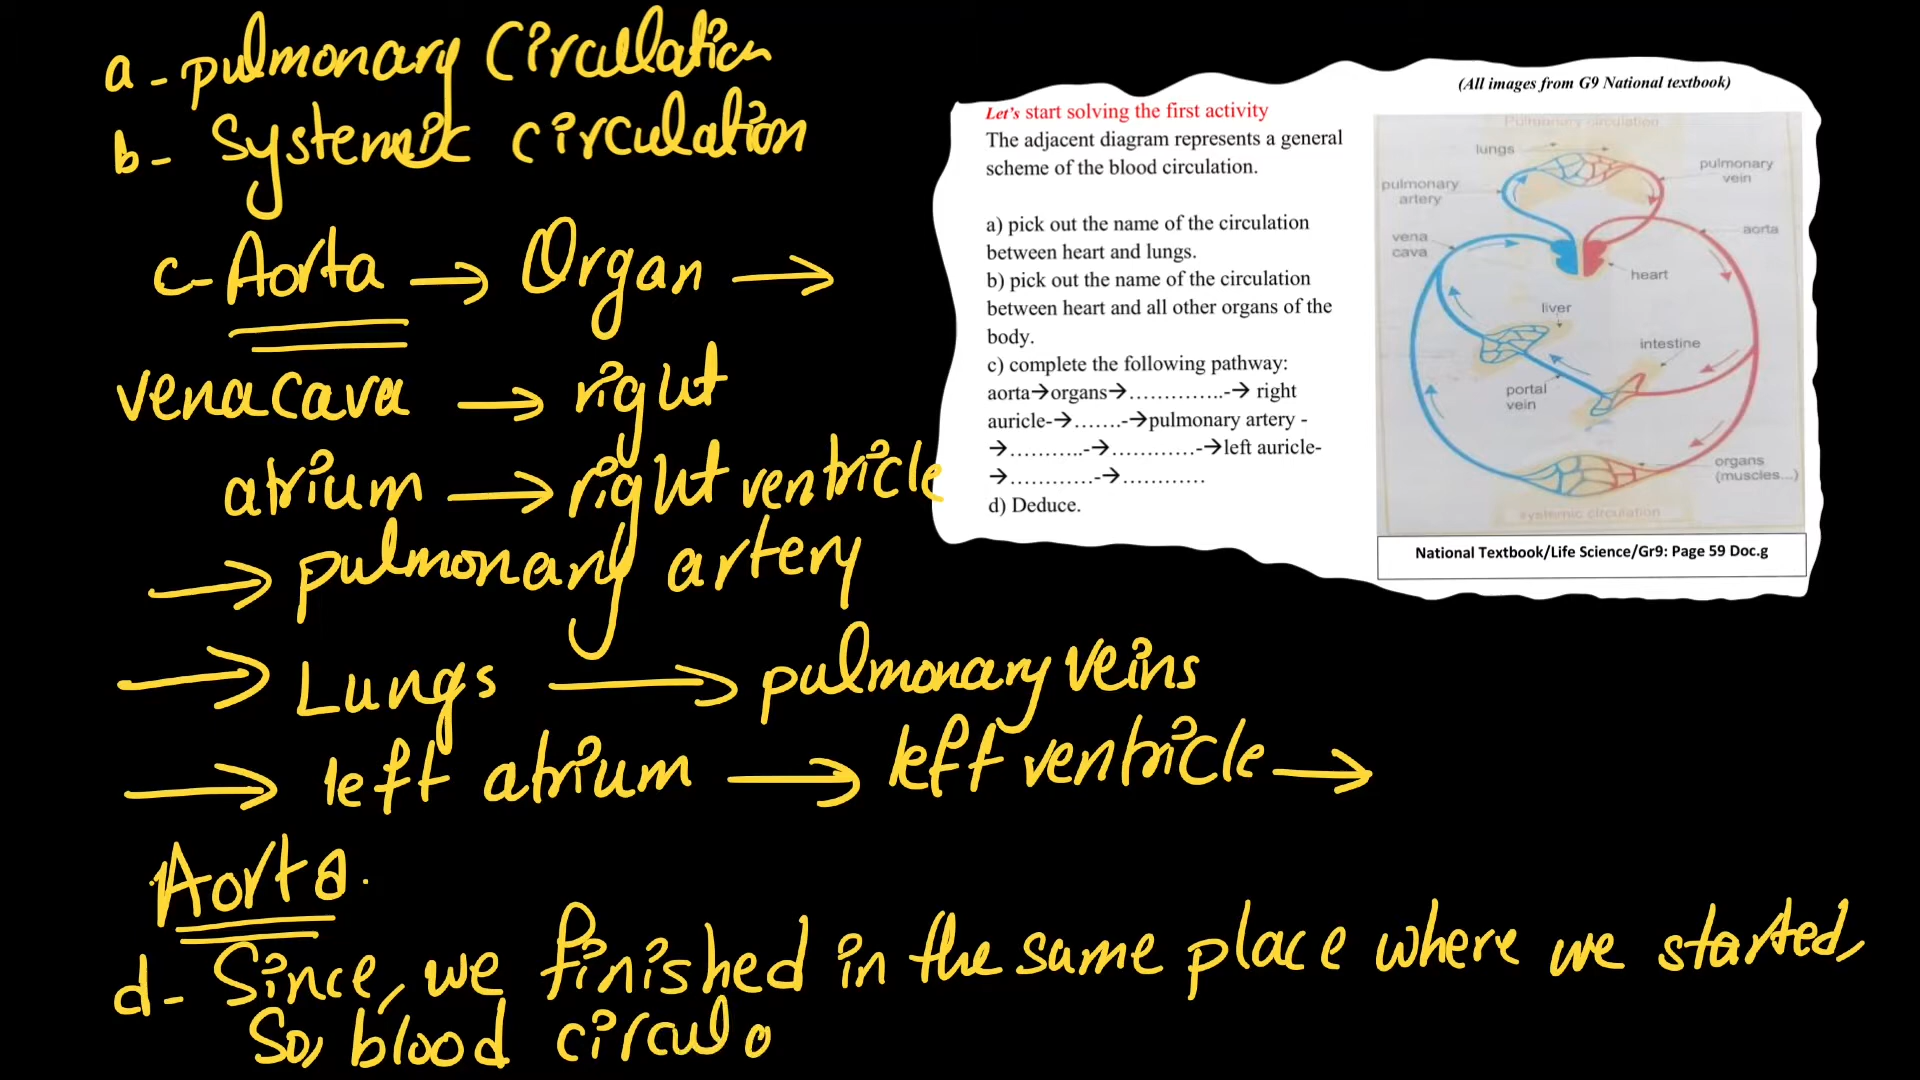 a - pulmonary Circulation
b - Systemic circulation
c - Aorta → Organ →
vena cava → right
atrium → right ventricle
→ pulmonary artery
→ Lungs → pulmonary veins
→ left atrium → left ventricle →
Aorta.
d - Since, we finished in the same place where we started,
So, blood circulo
(All images from G9 National textbook)
Let's start solving the first activity
The adjacent diagram represents a general
scheme of the blood circulation.
a) pick out the name of the circulation
between heart and lungs.
b) pick out the name of the circulation
between heart and all other organs of the
body.
c) complete the following pathway:
aorta→organs→…………..-→ right
auricle-→…….-→pulmonary artery -
→………..-→…………-→left auricle-
→…………-→…………
d) Deduce.
Pulmonary circulation
lungs
pulmonary
vein
pulmonary
artery
vena
cava
aorta
heart
liver
intestine
portal
vein
organs
(muscles...)
systemic circulation
National Textbook/Life Science/Gr9: Page 59 Doc.g